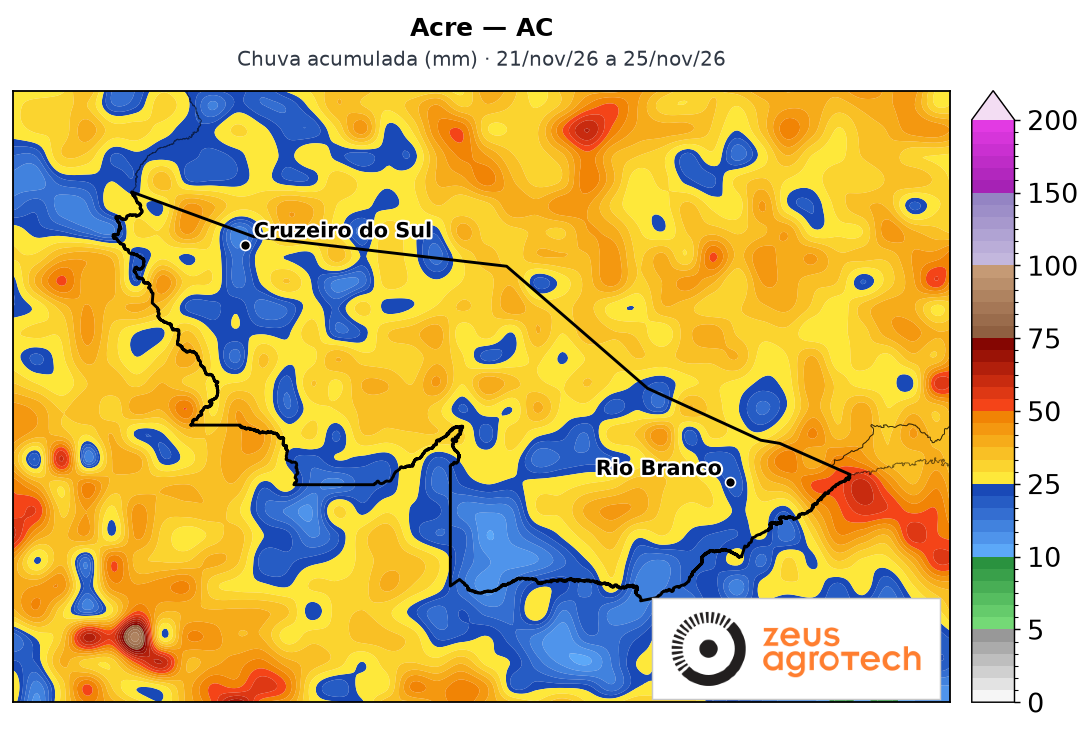 Acre — AC
Chuva acumulada (mm) · 21/nov/26 a 25/nov/26
200
150
100
75
50
25
10
5
0
Cruzeiro do Sul
Rio Branco
zeus
agrotech